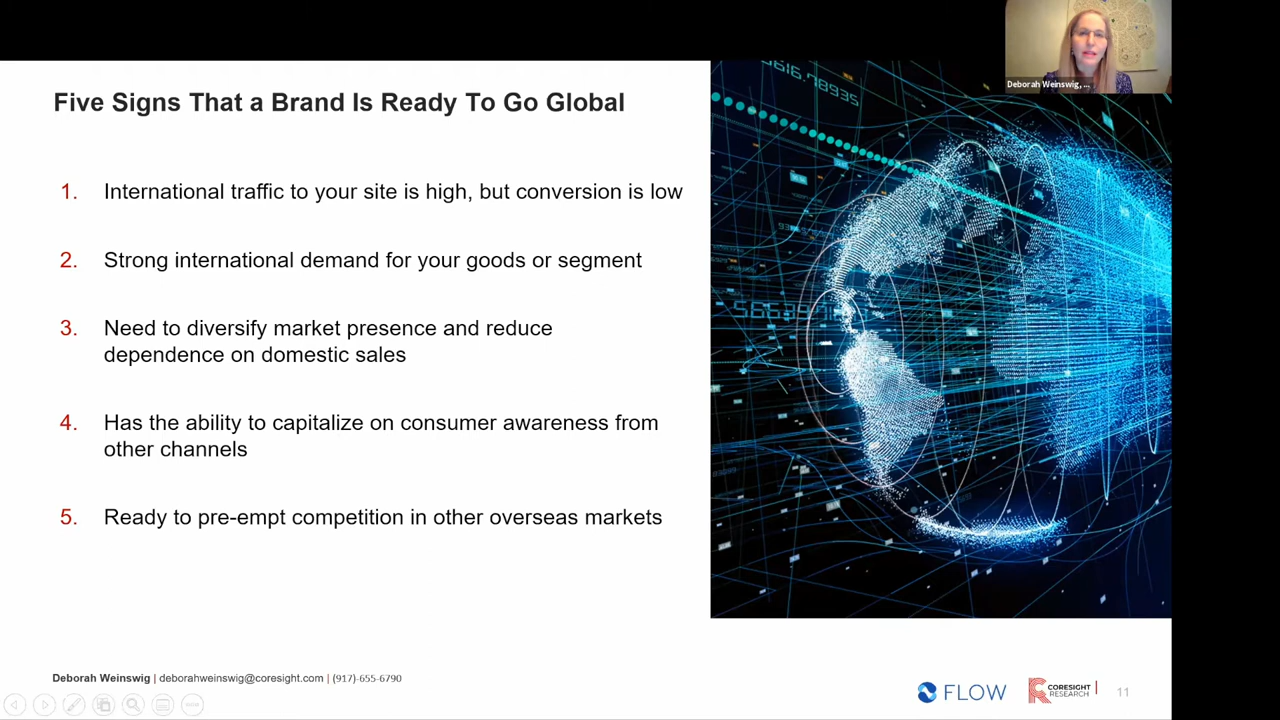 Deborah Weinswig, ...
Five Signs That a Brand Is Ready To Go Global
1. International traffic to your site is high, but conversion is low
2. Strong international demand for your goods or segment
3. Need to diversify market presence and reduce
dependence on domestic sales
4. Has the ability to capitalize on consumer awareness from
other channels
5. Ready to pre-empt competition in other overseas markets
Deborah Weinswig | deborahweinswig@coresight.com | (917)-655-6790
FLOW
CORESIGHT
RESEARCH
11